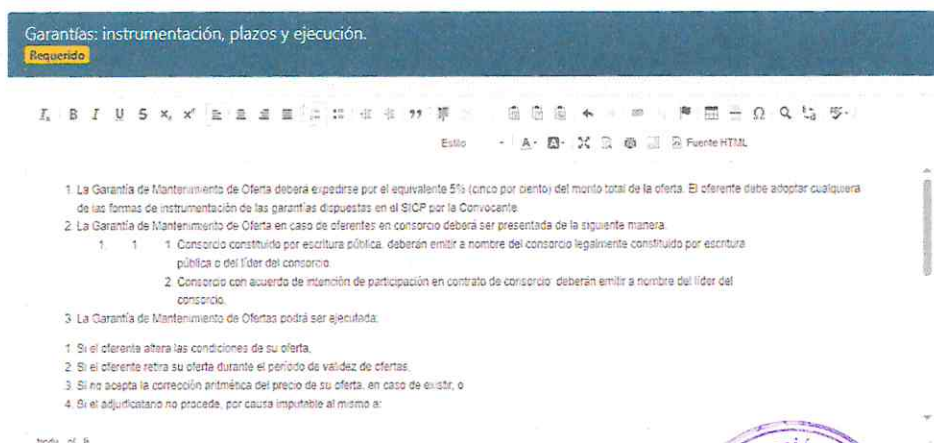 Garantías: instrumentación, plazos y ejecución.
Requerido
Estilo
Fuente HTML
1. La Garantía de Mantenimiento de Oferta deberá expedirse por el equivalente 5% (cinco por ciento) del monto total de la oferta. El oferente debe adoptar cualquiera
de las formas de instrumentación de las garantías dispuestas en el SICP por la Convocante.
2. La Garantía de Mantenimiento de Oferta en caso de oferentes en consorcio deberá ser presentada de la siguiente manera.
1. 1. 1. Consorcio constituido por escritura pública: deberán emitir a nombre del consorcio legalmente constituido por escritura
pública o del líder del consorcio.
2. Consorcio con acuerdo de intención de participación en contrato de consorcio: deberán emitir a nombre del líder del
consorcio.
3. La Garantía de Mantenimiento de Ofertas podrá ser ejecutada:
1. Si el oferente altera las condiciones de su oferta,
2. Si el oferente retira su oferta durante el período de validez de ofertas,
3. Si no acepta la corrección aritmética del precio de su oferta, en caso de existir, o
4. Si el adjudicatario no procede, por causa imputable al mismo a: